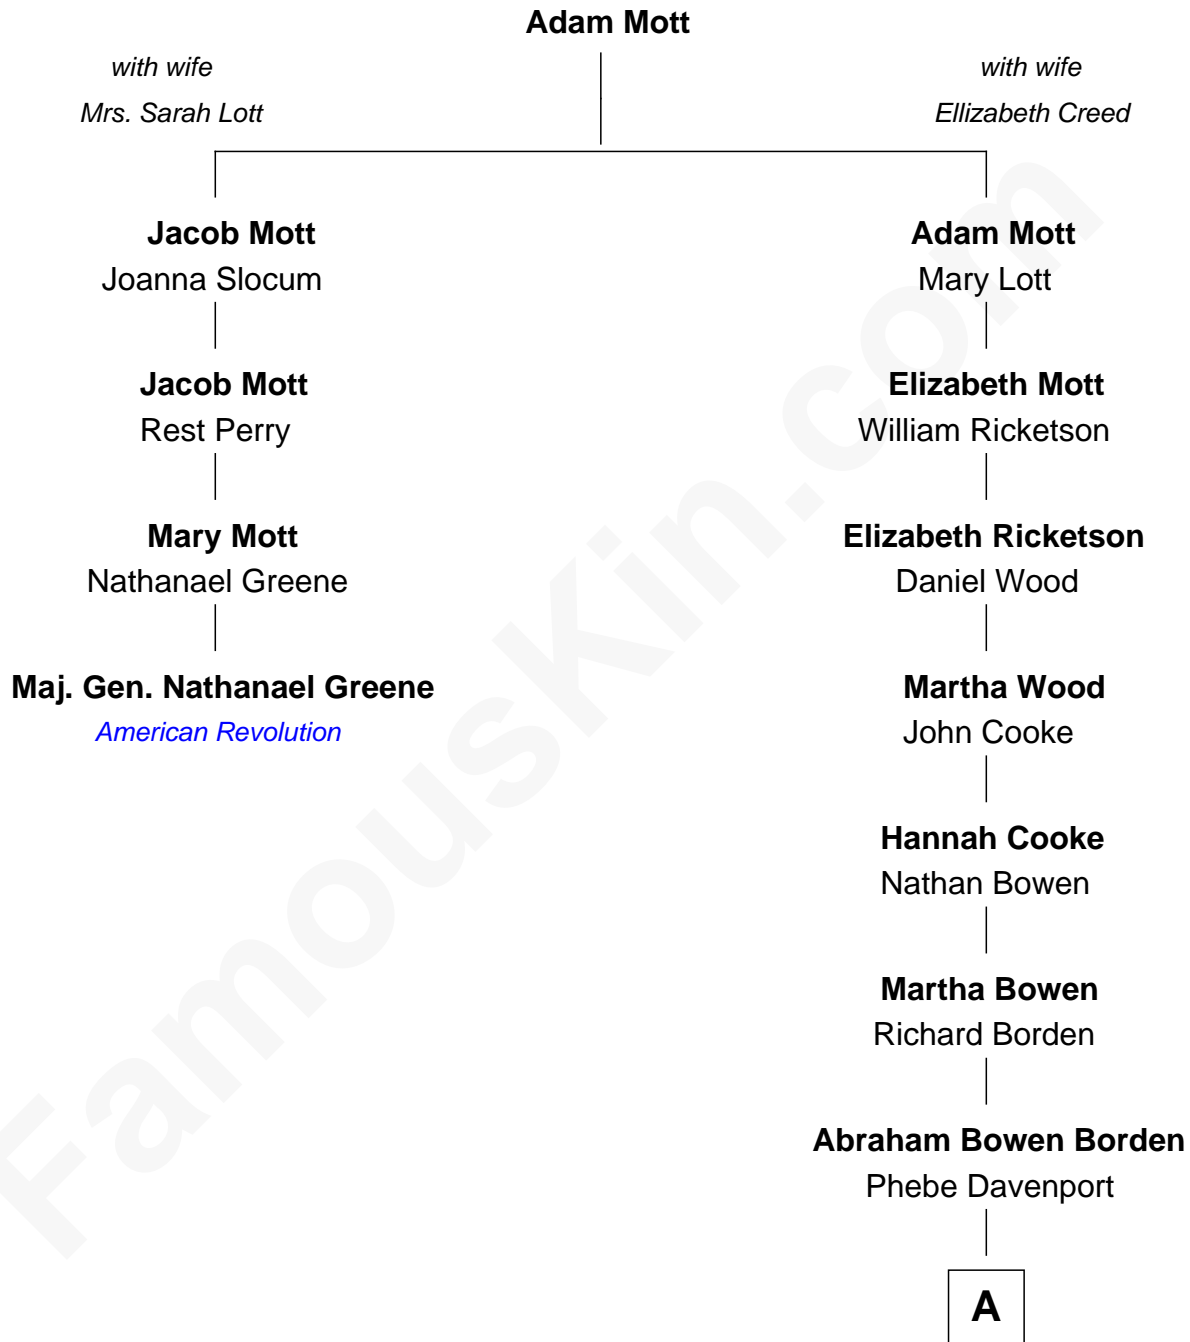 Adam Mott
with wife
Mrs. Sarah Lott
with wife
Ellizabeth Creed
Jacob Mott
Joanna Slocum
Adam Mott
Mary Lott
Jacob Mott
Rest Perry
Elizabeth Mott
William Ricketson
Mary Mott
Nathanael Greene
Elizabeth Ricketson
Daniel Wood
Maj. Gen. Nathanael Greene
American Revolution
Martha Wood
John Cooke
Hannah Cooke
Nathan Bowen
Martha Bowen
Richard Borden
Abraham Bowen Borden
Phebe Davenport
A
FamousKin.com